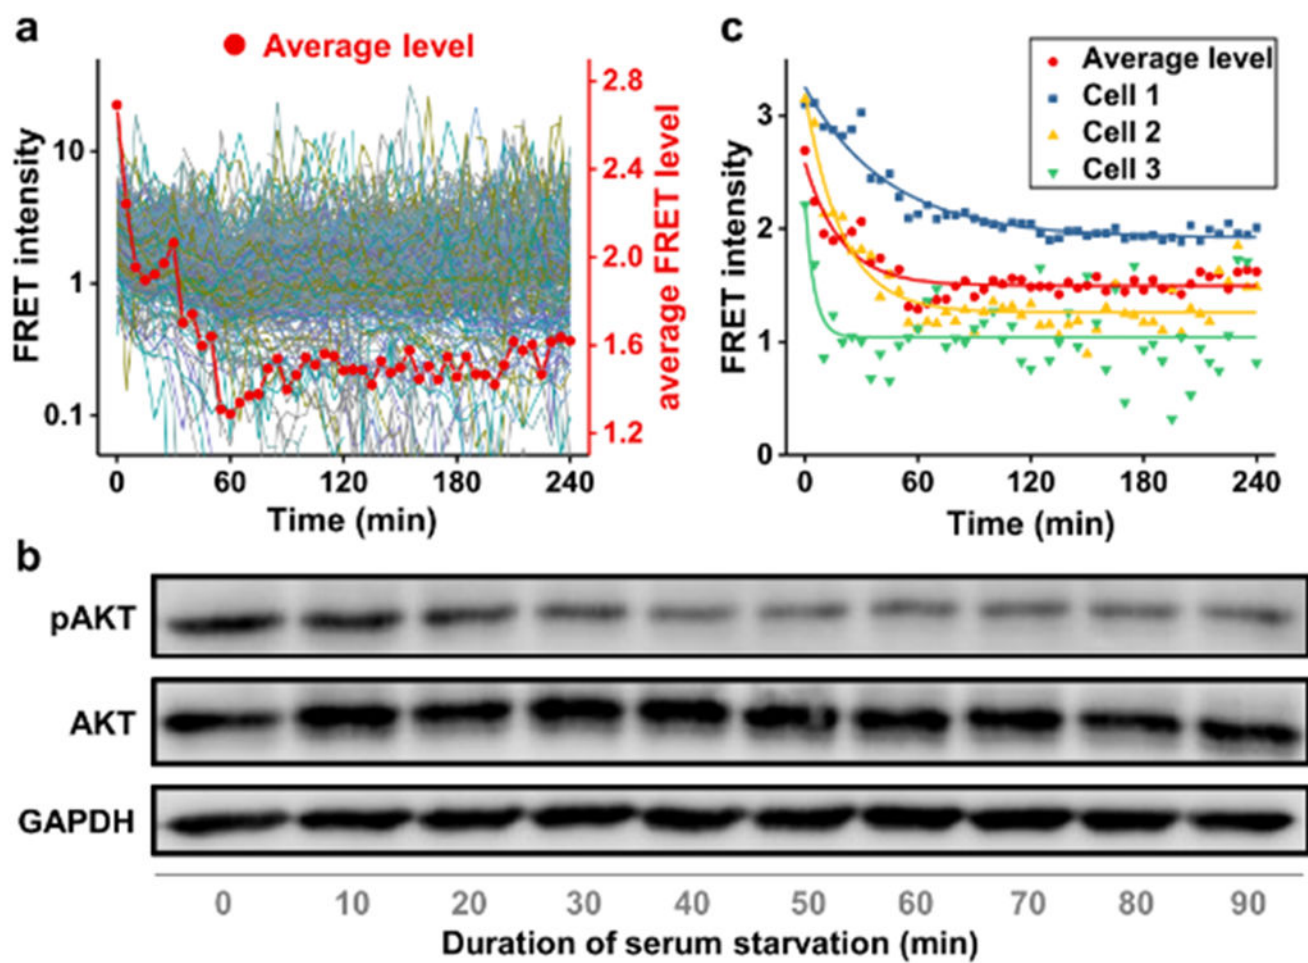 a
Average level
FRET intensity
10
1
0.1
2.8
2.4
2.0
1.6
1.2
average FRET level
0 60 120 180 240
Time (min)
c
Average level
Cell 1
Cell 2
Cell 3
FRET intensity
3
2
1
0
0 60 120 180 240
Time (min)
b
pAKT
AKT
GAPDH
0 10 20 30 40 50 60 70 80 90
Duration of serum starvation (min)